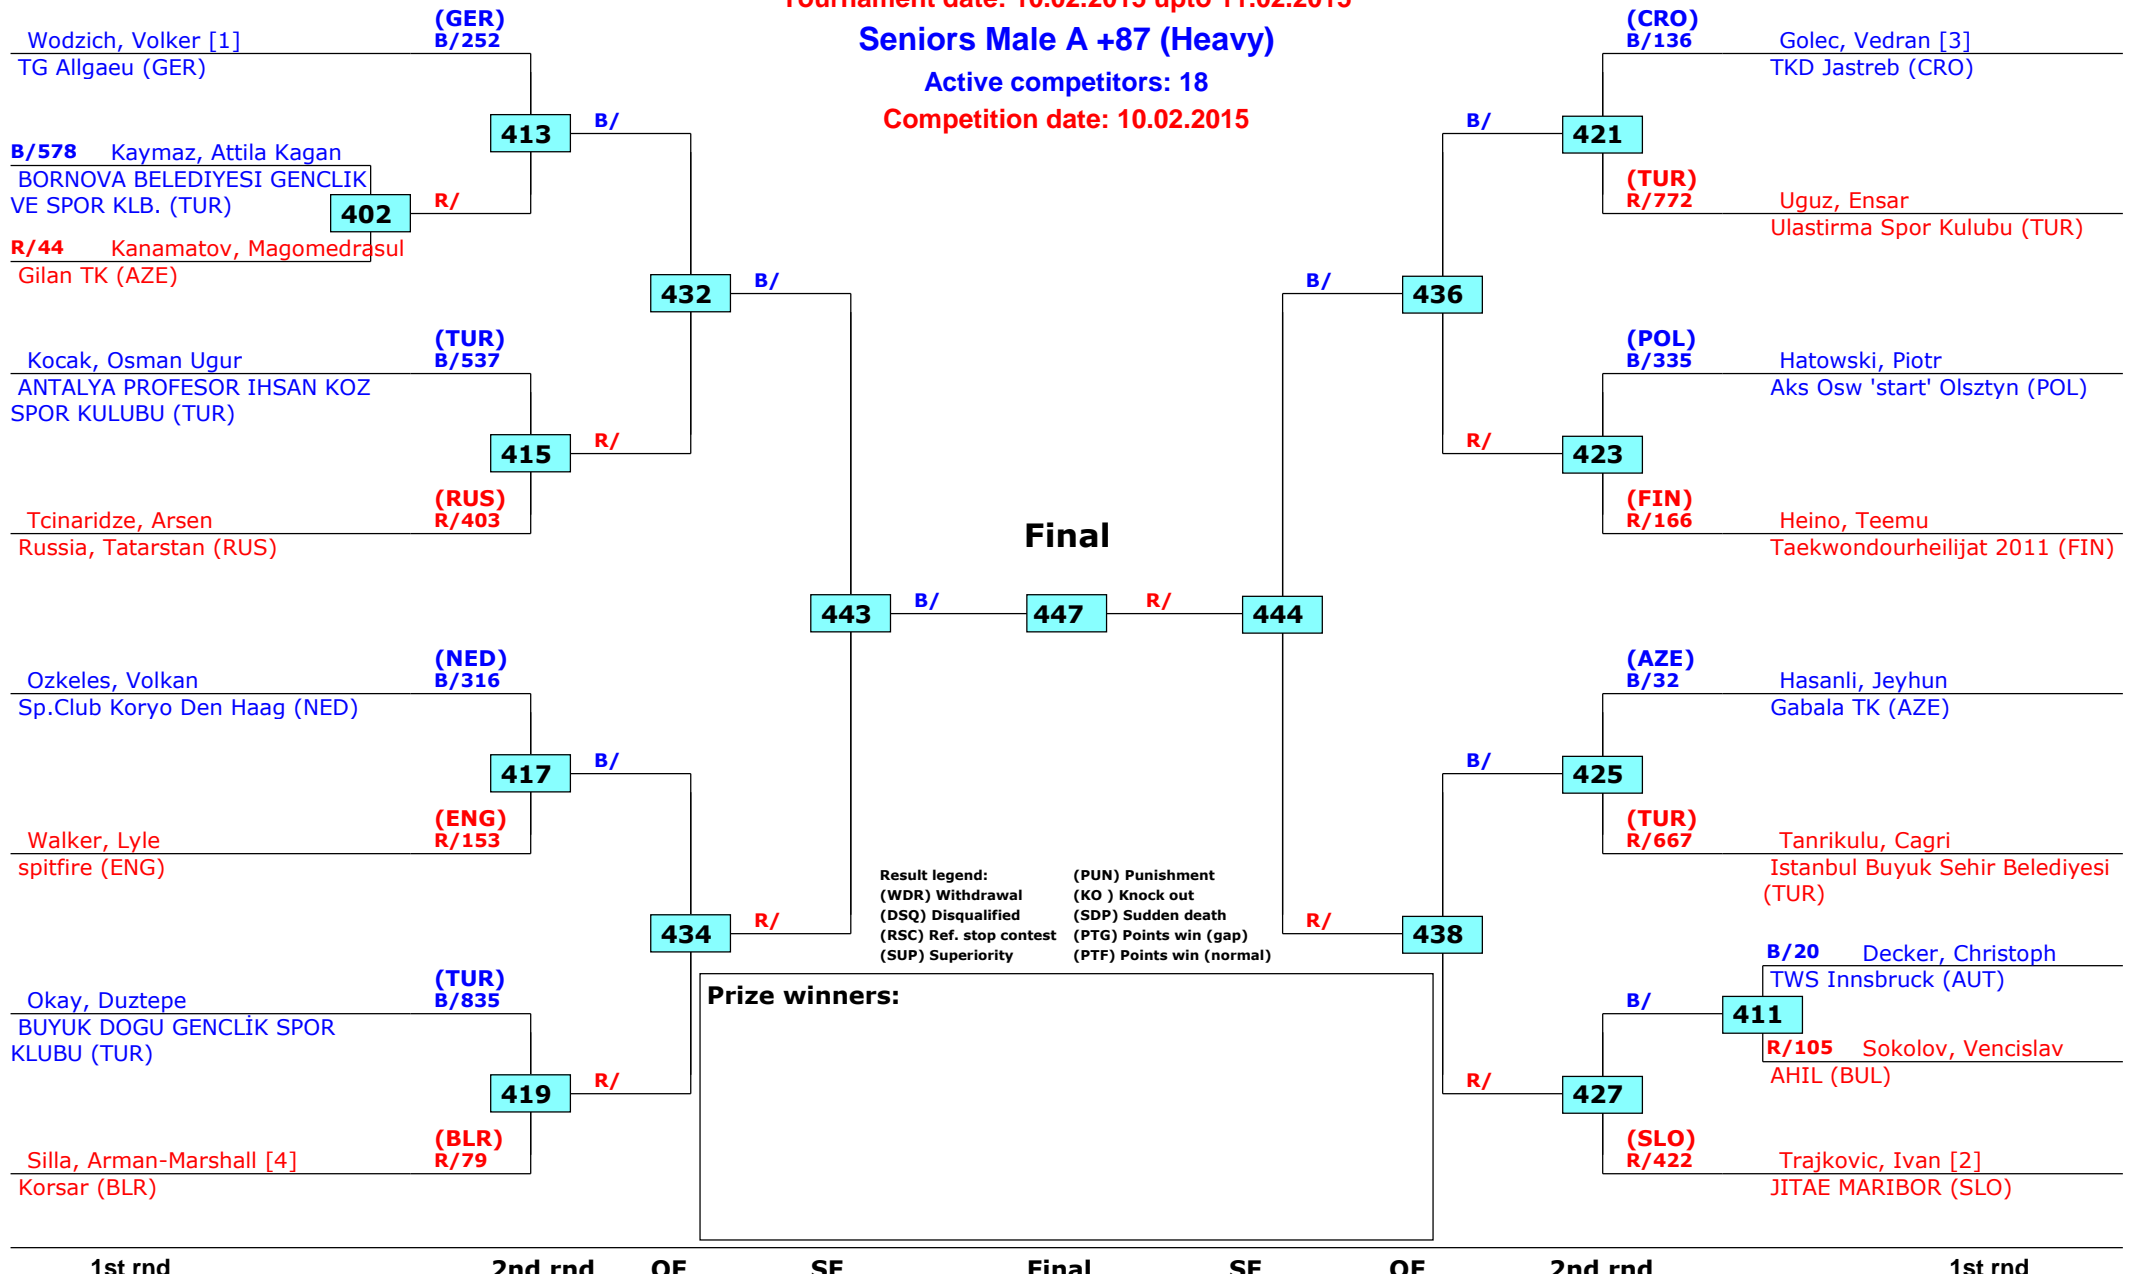 Tournament date: 10.02.2015 upto 11.02.2015
Seniors Male A +87 (Heavy)
Active competitors: 18
Competition date: 10.02.2015
(GER)
Wodzich, Volker [1] B/252
TG Allgaeu (GER)
413 B/
B/578 Kaymaz, Attila Kagan
BORNOVA BELEDIYESI GENCLIK
VE SPOR KLB. (TUR)
402 R/
R/44 Kanamatov, Magomedrasul
Gilan TK (AZE)
432 B/
(TUR)
Kocak, Osman Ugur B/537
ANTALYA PROFESOR IHSAN KOZ
SPOR KULUBU (TUR)
415 R/
(RUS)
Tcinaridze, Arsen R/403
Russia, Tatarstan (RUS)
Final
443 B/ 447 R/ 444
(NED)
Ozkeles, Volkan B/316
Sp.Club Koryo Den Haag (NED)
417 B/
(ENG)
Walker, Lyle R/153
spitfire (ENG)
434 R/
(TUR)
Okay, Duztepe B/835
BUYUK DOGU GENCLİK SPOR
KLUBU (TUR)
419 R/
(BLR)
Silla, Arman-Marshall [4] R/79
Korsar (BLR)
(CRO)
B/136 Golec, Vedran [3]
TKD Jastreb (CRO)
B/ 421
(TUR)
R/772 Uguz, Ensar
Ulastirma Spor Kulubu (TUR)
B/ 436
(POL)
B/335 Hatowski, Piotr
Aks Osw 'start' Olsztyn (POL)
R/ 423
(FIN)
R/166 Heino, Teemu
Taekwondourheilijat 2011 (FIN)
(AZE)
B/32 Hasanli, Jeyhun
Gabala TK (AZE)
B/ 425
(TUR)
R/667 Tanrikulu, Cagri
Istanbul Buyuk Sehir Belediyesi
(TUR)
R/ 438
B/20 Decker, Christoph
TWS Innsbruck (AUT)
B/ 411
R/105 Sokolov, Vencislav
AHIL (BUL)
R/ 427
(SLO)
R/422 Trajkovic, Ivan [2]
JITAE MARIBOR (SLO)
Result legend: (PUN) Punishment
(WDR) Withdrawal (KO ) Knock out
(DSQ) Disqualified (SDP) Sudden death
(RSC) Ref. stop contest (PTG) Points win (gap)
(SUP) Superiority (PTF) Points win (normal)
Prize winners:
1st rnd 2nd rnd QF SF Final SF QF 2nd rnd 1st rnd